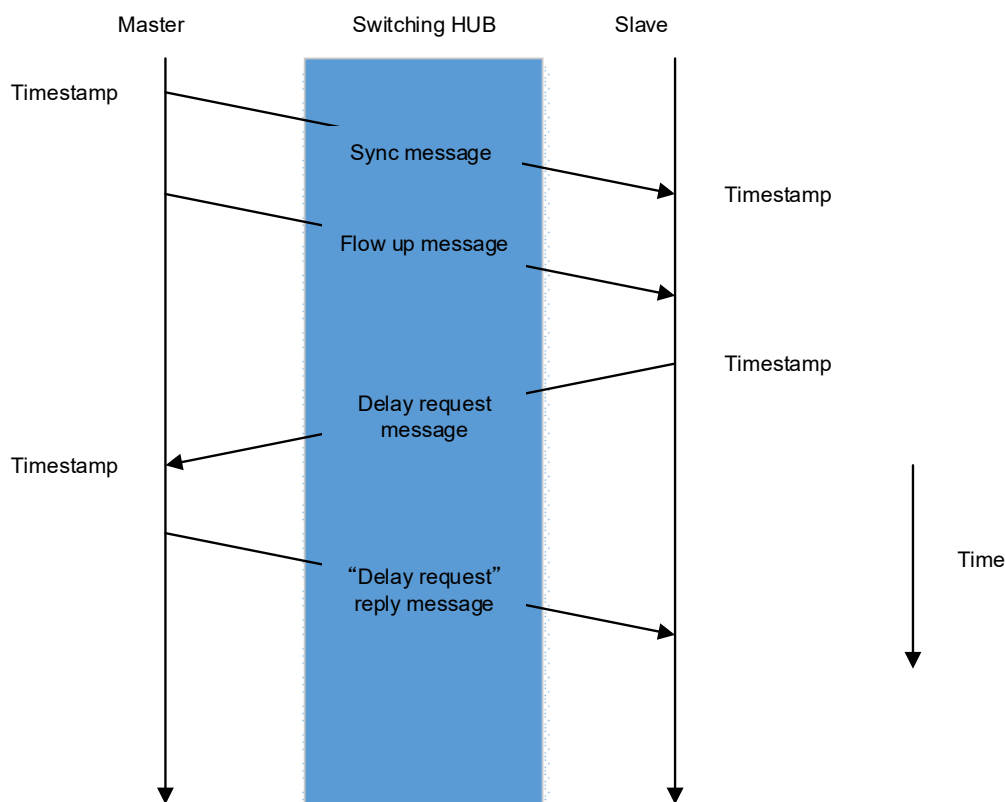 Master
Switching HUB
Slave
Timestamp
Sync message
Timestamp
Flow up message
Timestamp
Delay request
message
Timestamp
Time
“Delay request”
reply message